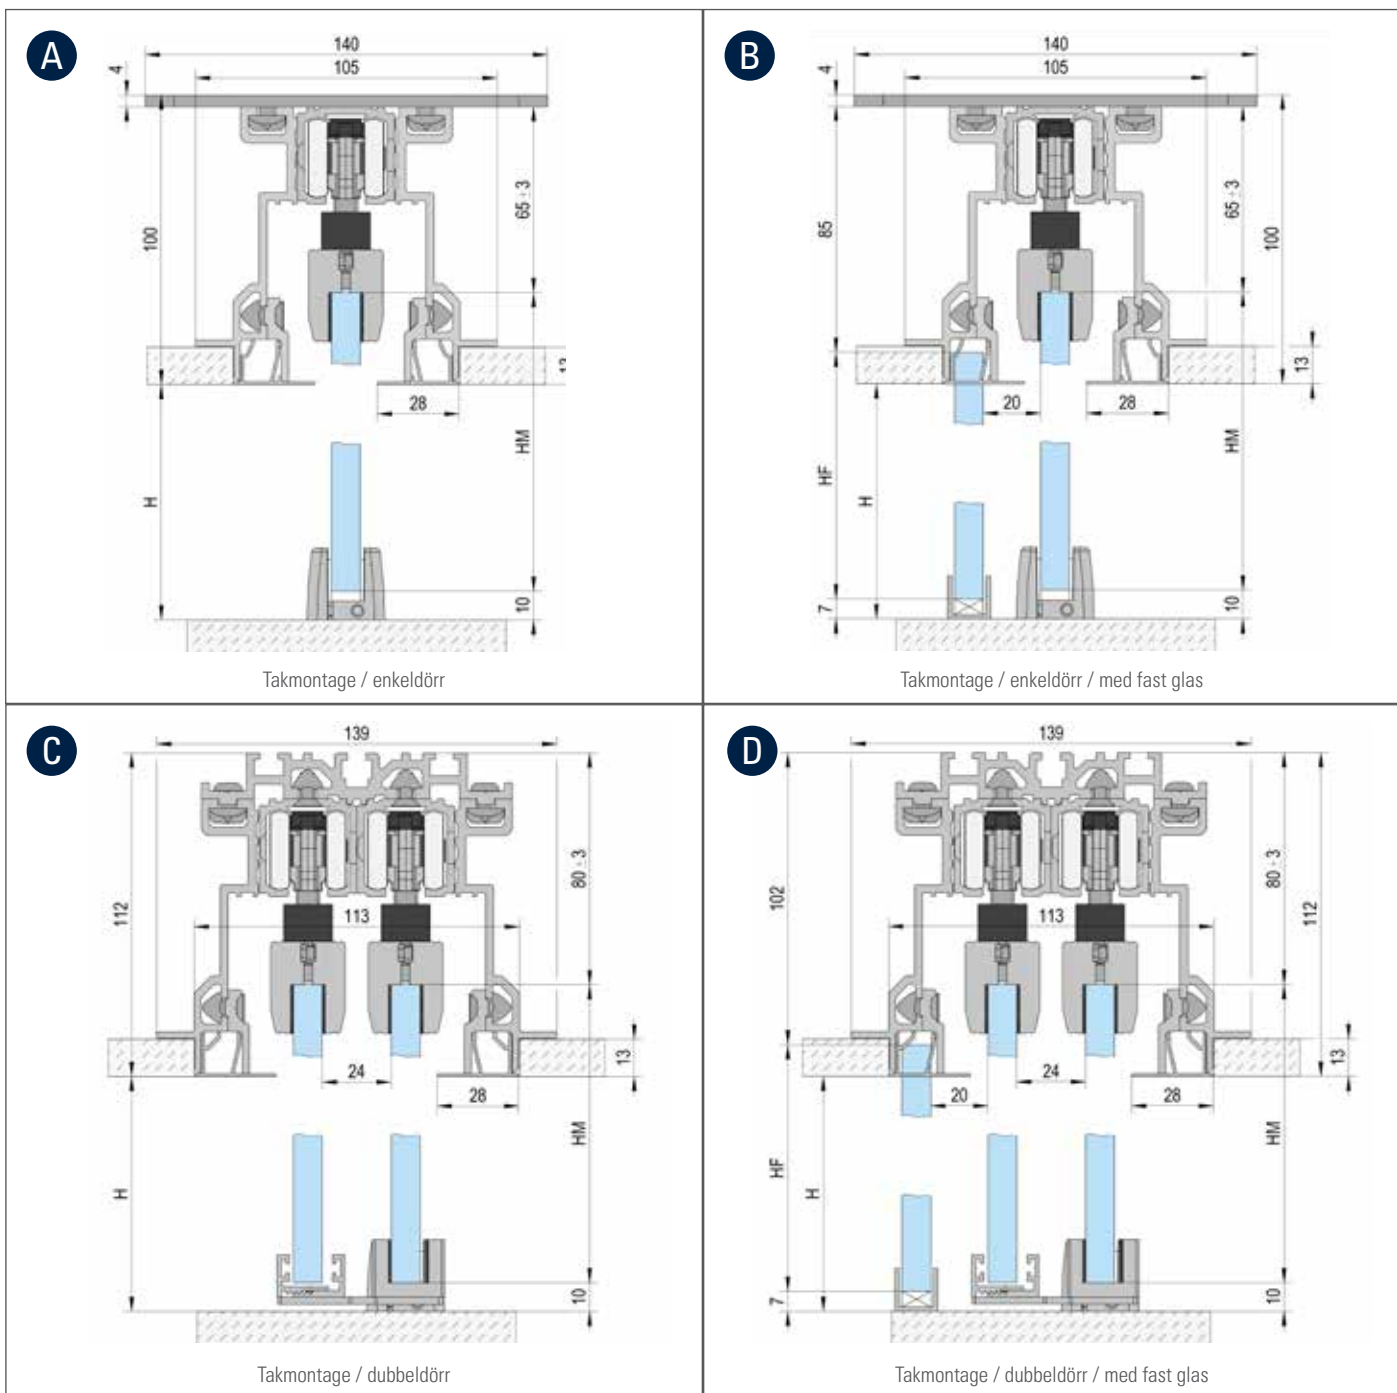 A
140
105
4
100
65 ÷ 3
28
HM
H
10
Takmontage / enkeldörr
B
140
105
4
85
65 ÷ 3
100
13
20
28
HF
H
HM
7
10
Takmontage / enkeldörr / med fast glas
C
139
112
80 ÷ 3
113
13
24
28
H
HM
10
Takmontage / dubbeldörr
D
139
102
80 ÷ 3
113
112
13
20
24
28
HF
H
HM
7
10
Takmontage / dubbeldörr / med fast glas